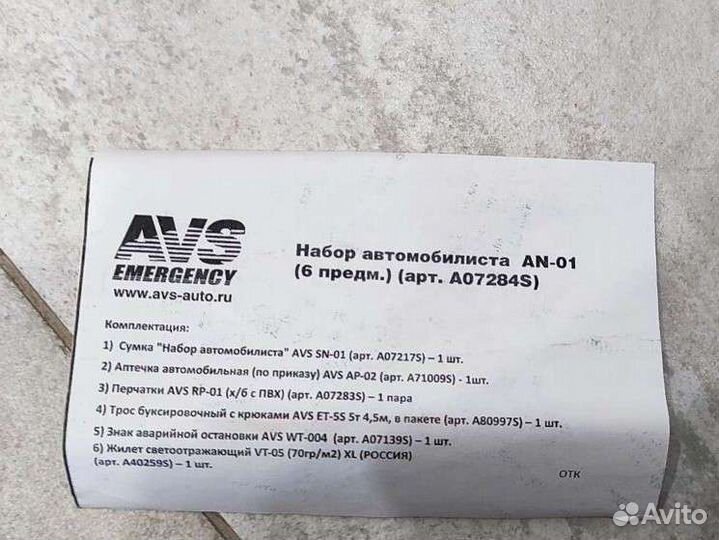 AVS
EMERGENCY
www.avs-auto.ru
Набор автомобилиста AN-01
(6 предм.) (арт. A07284S)
Комплектация:
1) Сумка "Набор автомобилиста" AVS SN-01 (арт. A07217S) – 1 шт.
2) Аптечка автомобильная (по приказу) AVS AP-02 (арт. A71009S) - 1шт.
3) Перчатки AVS RP-01 (х/б с ПВХ) (арт. A07283S) – 1 пара
4) Трос буксировочный с крюками AVS ET-5S 5т 4,5м, в пакете (арт. A80997S) – 1 шт.
5) Знак аварийной остановки AVS WT-004 (арт. A07139S) – 1 шт.
6) Жилет светоотражающий VT-05 (70гр/м2) XL (РОССИЯ)
(арт. A40259S) – 1 шт.
ОТК
Avito